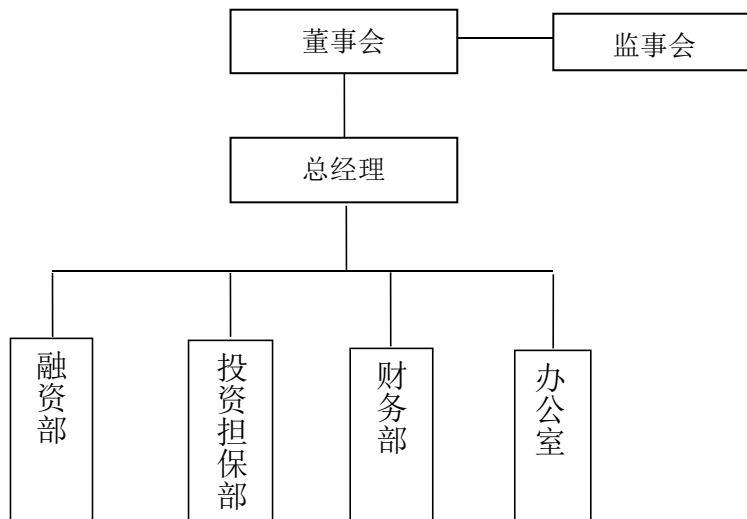 董事会
监事会
总经理
融资部
投资担保部
财务部
办公室